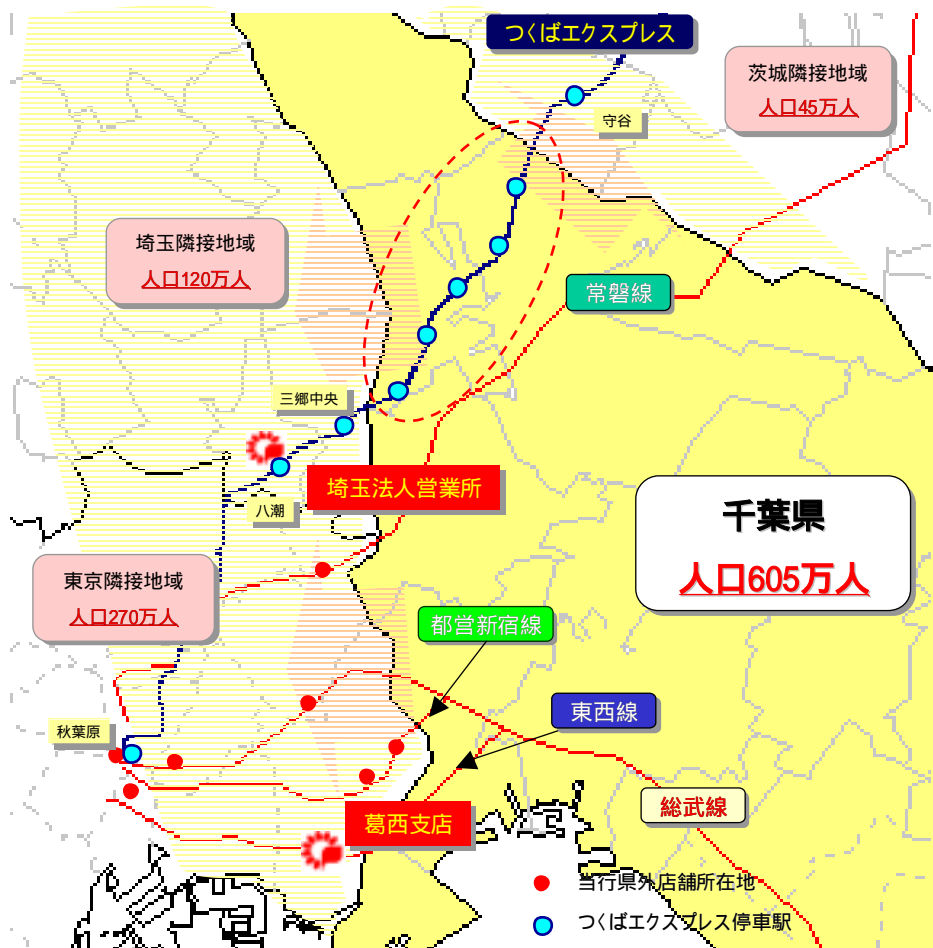 つくばエクスプレス
茨城隣接地域
人口45万人
守谷
埼玉隣接地域
人口120万人
常磐線
三郷中央
埼玉法人営業所
八潮
千葉県
人口605万人
東京隣接地域
人口270万人
都営新宿線
東西線
秋葉原
総武線
葛西支店
当行県外店舗所在地
つくばエクスプレス停車駅